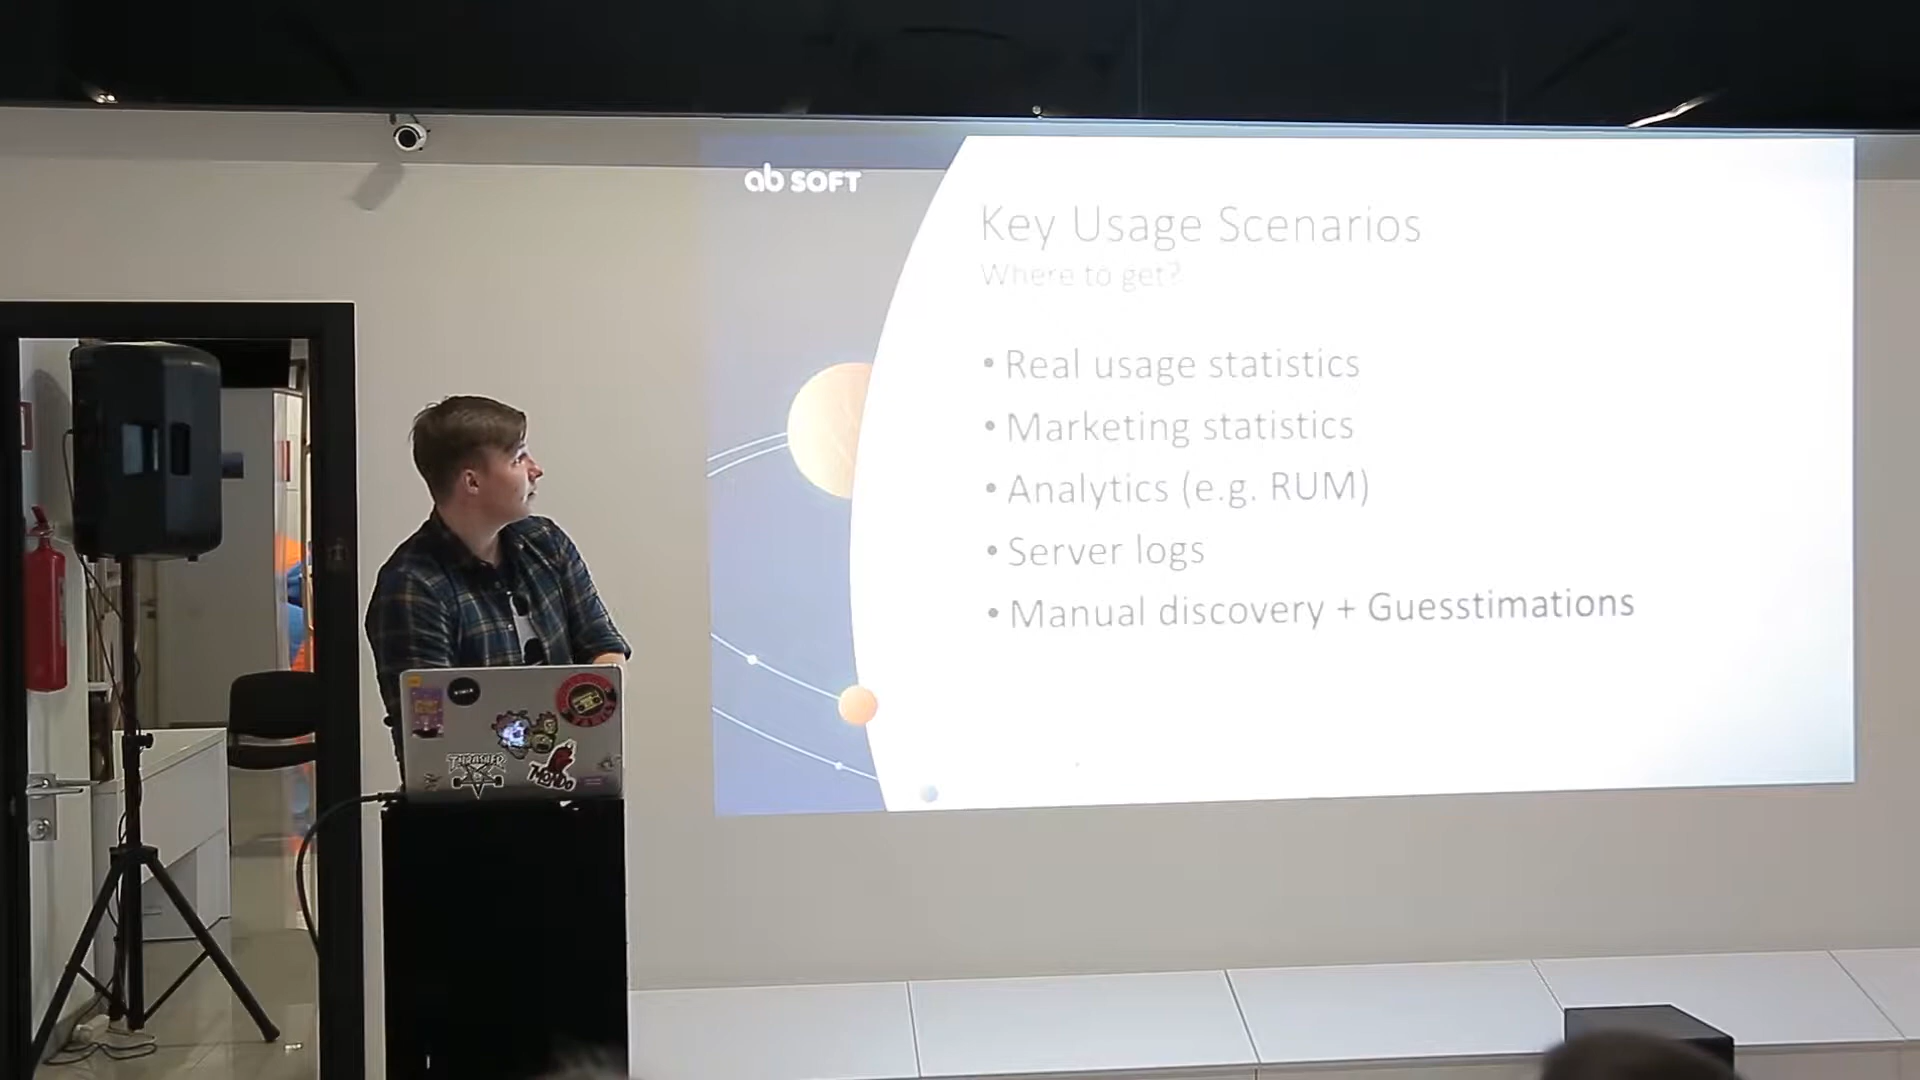 ab SOFT
Key Usage Scenarios
Where to get?
• Real usage statistics
• Marketing statistics
• Analytics (e.g. RUM)
• Server logs
• Manual discovery + Guesstimations
THRASHER